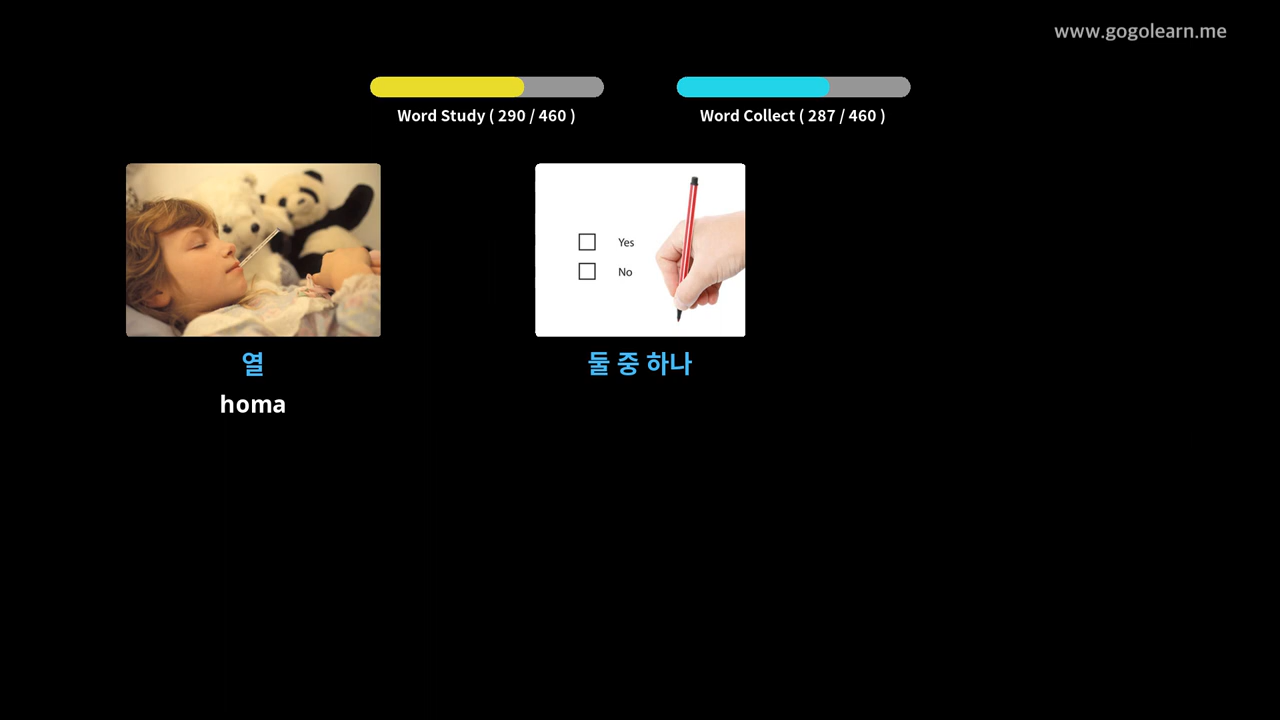 www.gogolearn.me
Word Study ( 290 / 460 )
Word Collect ( 287 / 460 )
Yes
No
열
둘 중 하나
homa